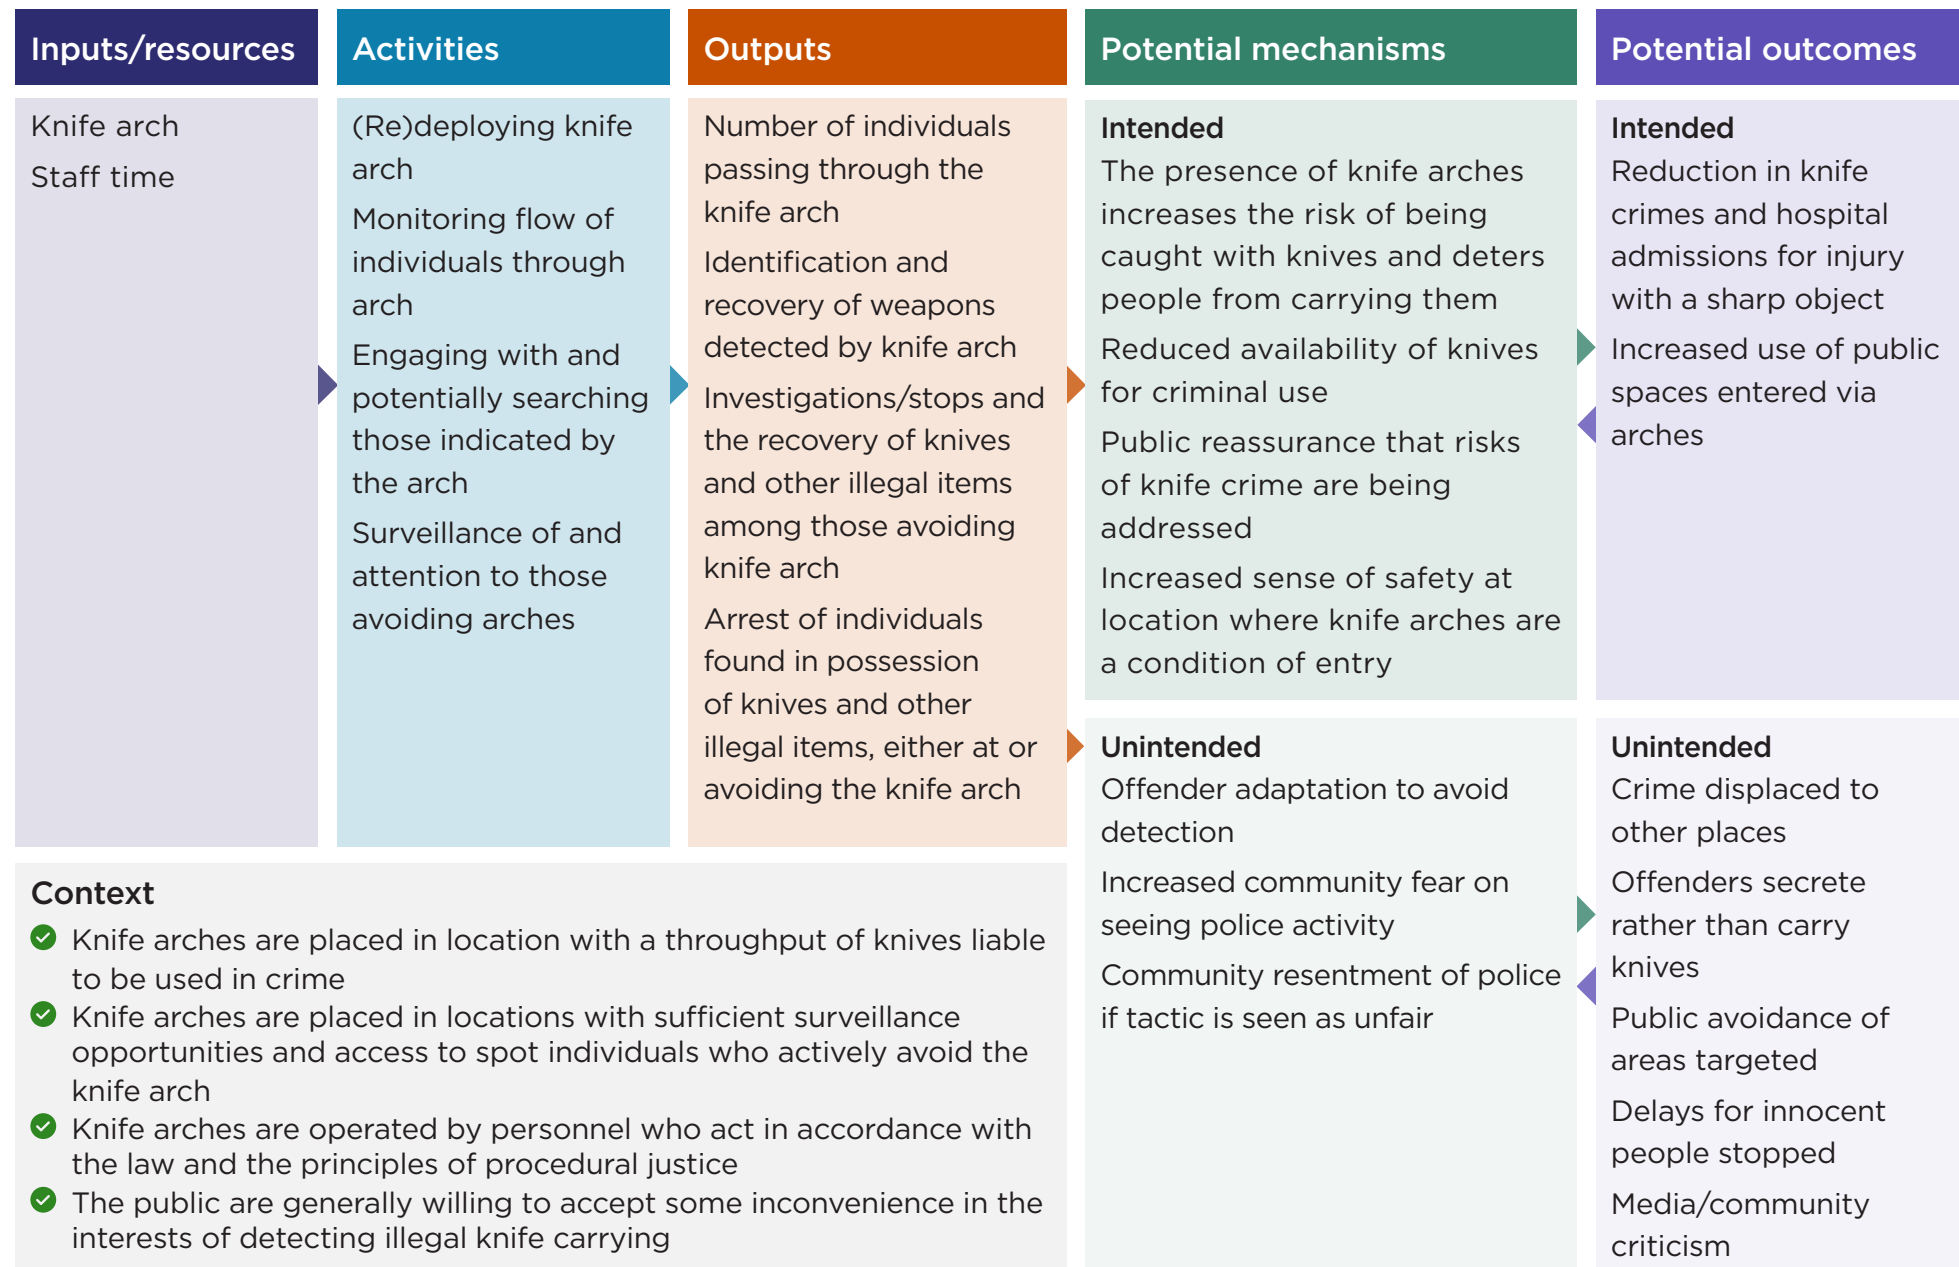 Inputs/resources
Knife arch
Staff time
Activities
(Re)deploying knife
arch
Monitoring flow of
individuals through
arch
Engaging with and
potentially searching
those indicated by
the arch
Surveillance of and
attention to those
avoiding arches
Outputs
Number of individuals
passing through the
knife arch
Identification and
recovery of weapons
detected by knife arch
Investigations/stops and
the recovery of knives
and other illegal items
among those avoiding
knife arch
Arrest of individuals
found in possession
of knives and other
illegal items, either at or
avoiding the knife arch
Potential mechanisms
Intended
The presence of knife arches
increases the risk of being
caught with knives and deters
people from carrying them
Reduced availability of knives
for criminal use
Public reassurance that risks
of knife crime are being
addressed
Increased sense of safety at
location where knife arches are
a condition of entry
Unintended
Offender adaptation to avoid
detection
Increased community fear on
seeing police activity
Community resentment of police
if tactic is seen as unfair
Potential outcomes
Intended
Reduction in knife
crimes and hospital
admissions for injury
with a sharp object
Increased use of public
spaces entered via
arches
Unintended
Crime displaced to
other places
Offenders secrete
rather than carry
knives
Public avoidance of
areas targeted
Delays for innocent
people stopped
Media/community
criticism
Context
Knife arches are placed in location with a throughput of knives liable
to be used in crime
Knife arches are placed in locations with sufficient surveillance
opportunities and access to spot individuals who actively avoid the
knife arch
Knife arches are operated by personnel who act in accordance with
the law and the principles of procedural justice
The public are generally willing to accept some inconvenience in the
interests of detecting illegal knife carrying